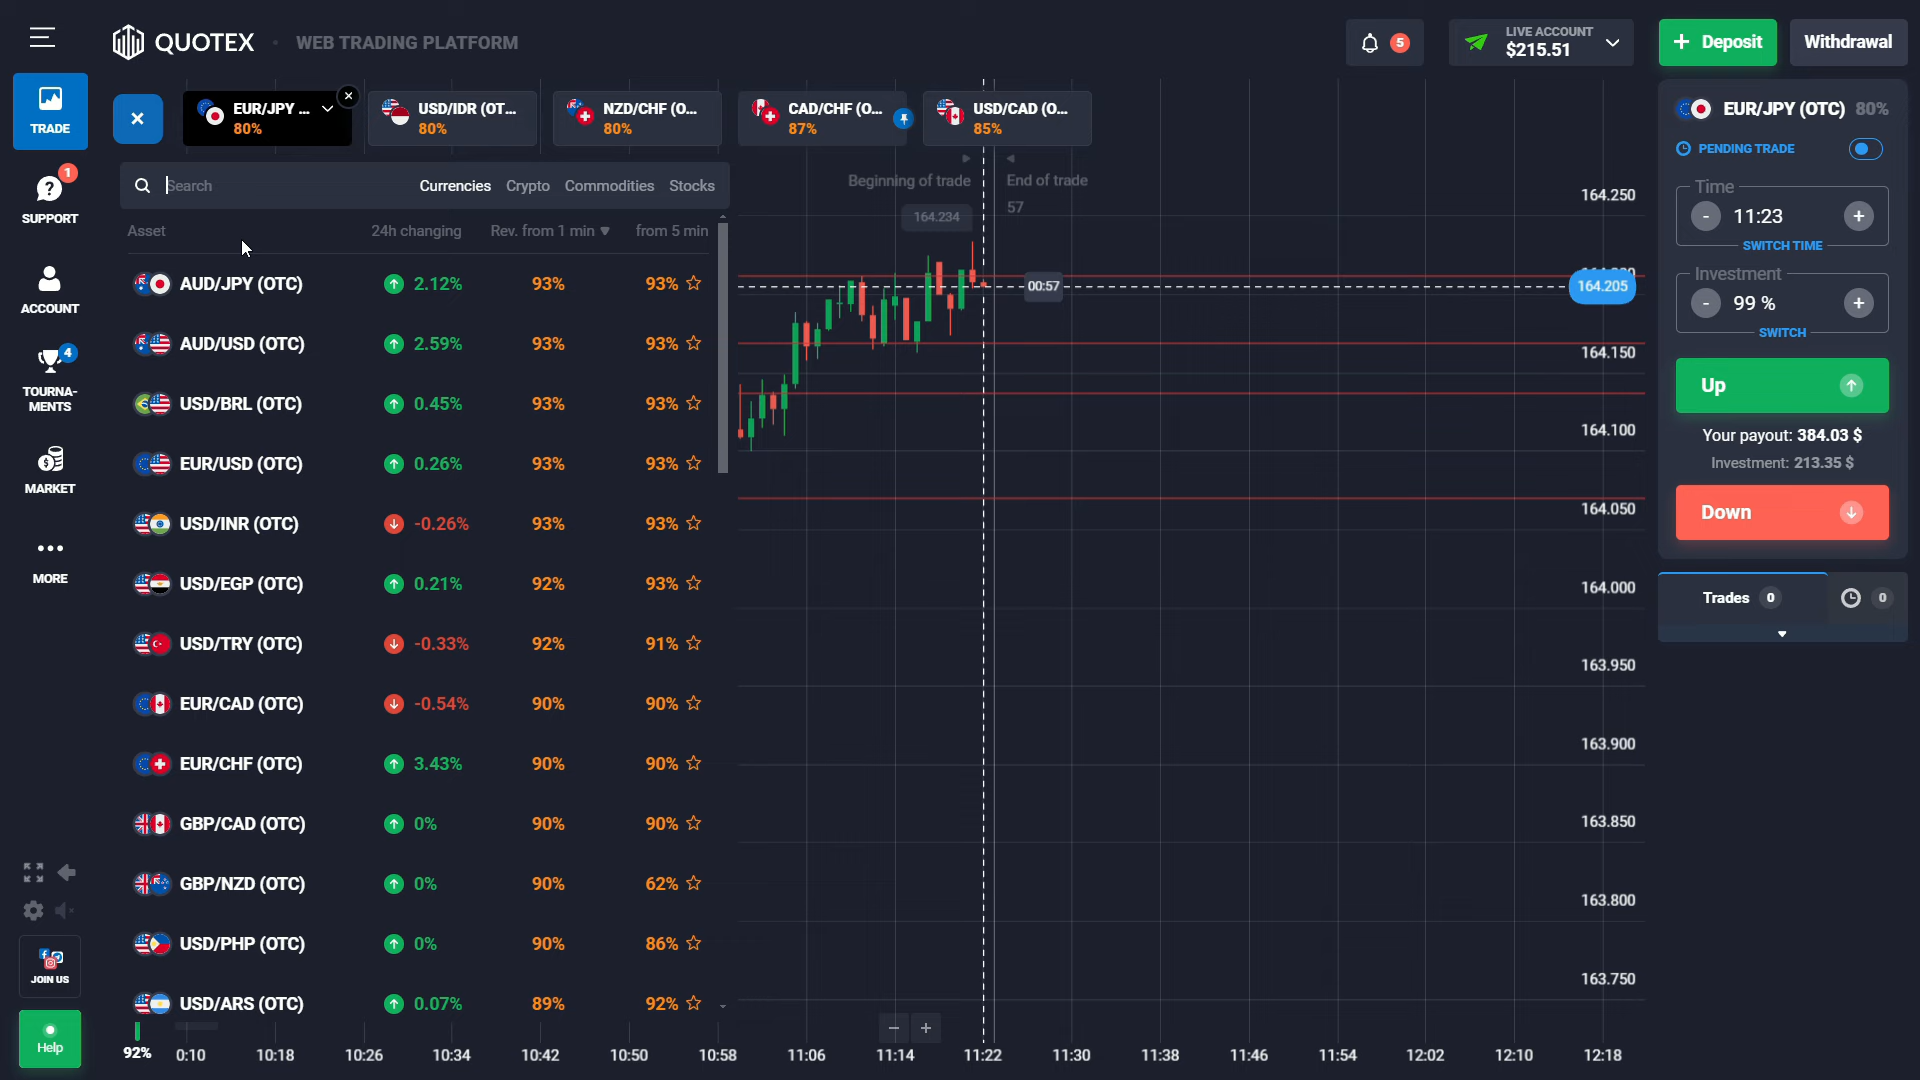 QUOTEX
WEB TRADING PLATFORM
5
LIVE ACCOUNT
$215.51
+ Deposit
Withdrawal
TRADE
1
SUPPORT
ACCOUNT
4
TOURNA-
MENTS
MARKET
MORE
JOIN US
Help
EUR/JPY ...
80%
USD/IDR (OT...
80%
NZD/CHF (O...
80%
CAD/CHF (O...
87%
USD/CAD (O...
85%
Search
Currencies Crypto Commodities Stocks
Asset 24h changing Rev. from 1 min from 5 min
AUD/JPY (OTC) 2.12% 93% 93%
AUD/USD (OTC) 2.59% 93% 93%
USD/BRL (OTC) 0.45% 93% 93%
EUR/USD (OTC) 0.26% 93% 93%
USD/INR (OTC) -0.26% 93% 93%
USD/EGP (OTC) 0.21% 92% 93%
USD/TRY (OTC) -0.33% 92% 91%
EUR/CAD (OTC) -0.54% 90% 90%
EUR/CHF (OTC) 3.43% 90% 90%
GBP/CAD (OTC) 0% 90% 90%
GBP/NZD (OTC) 0% 90% 62%
USD/PHP (OTC) 0% 90% 86%
USD/ARS (OTC) 0.07% 89% 92%
92%
0:10 10:18 10:26 10:34 10:42 10:50 10:58 11:06 11:14 11:22 11:30 11:38 11:46 11:54 12:02 12:10 12:18
Beginning of trade
End of trade
57
164.234
00:57
164.250
164.205
164.150
164.100
164.050
164.000
163.950
163.900
163.850
163.800
163.750
EUR/JPY (OTC) 80%
PENDING TRADE
Time
- 11:23 +
SWITCH TIME
Investment
- 99 % +
SWITCH
Up
Your payout: 384.03 $
Investment: 213.35 $
Down
Trades 0
0